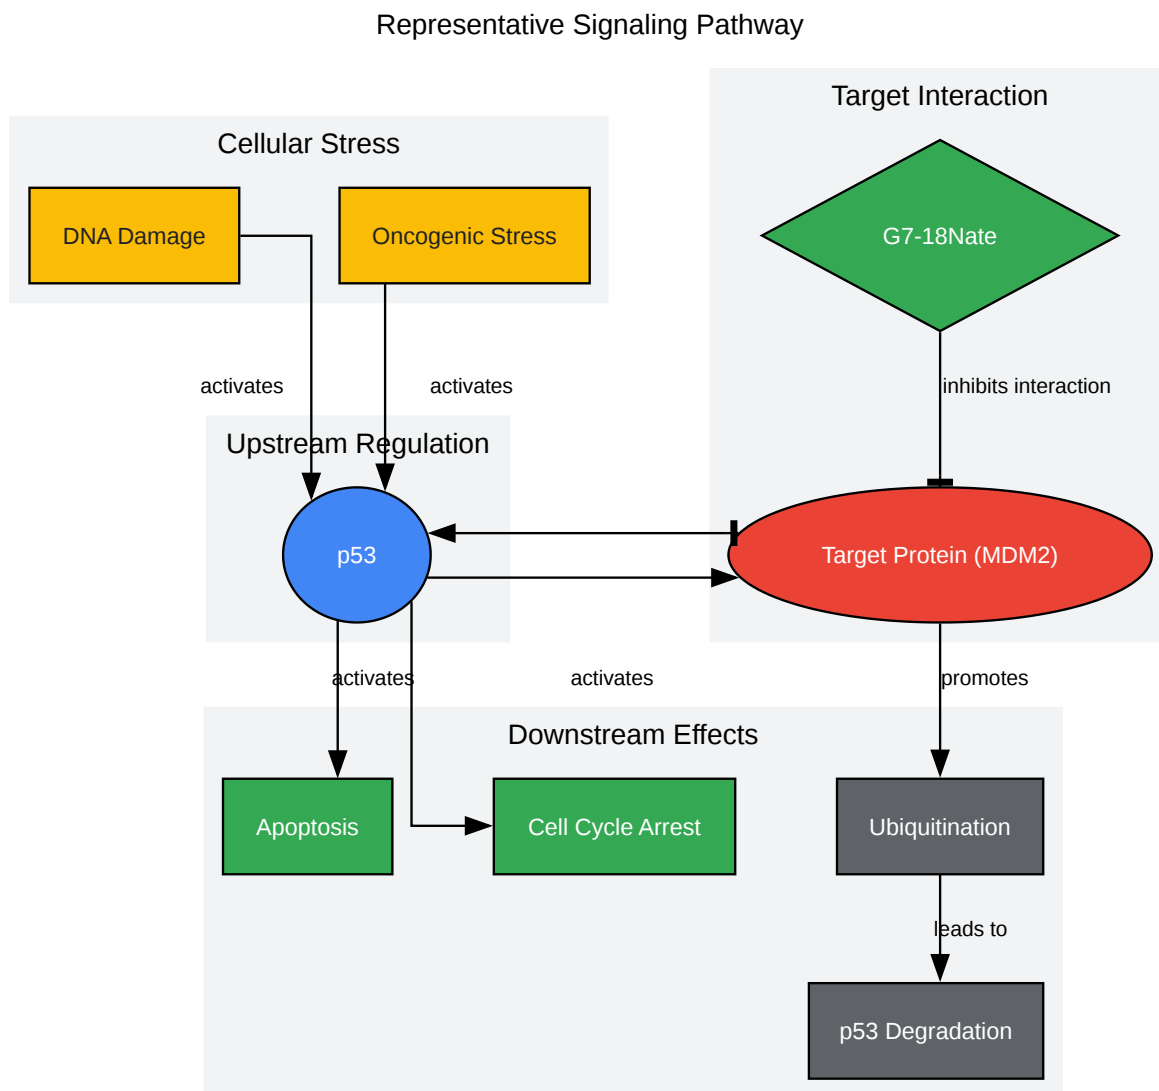 Representative Signaling Pathway
Target Interaction
Cellular Stress
DNA Damage
Oncogenic Stress
G7-18Nate
activates
activates
inhibits interaction
Upstream Regulation
p53
Target Protein (MDM2)
activates
activates
promotes
Downstream Effects
Apoptosis
Cell Cycle Arrest
Ubiquitination
leads to
p53 Degradation